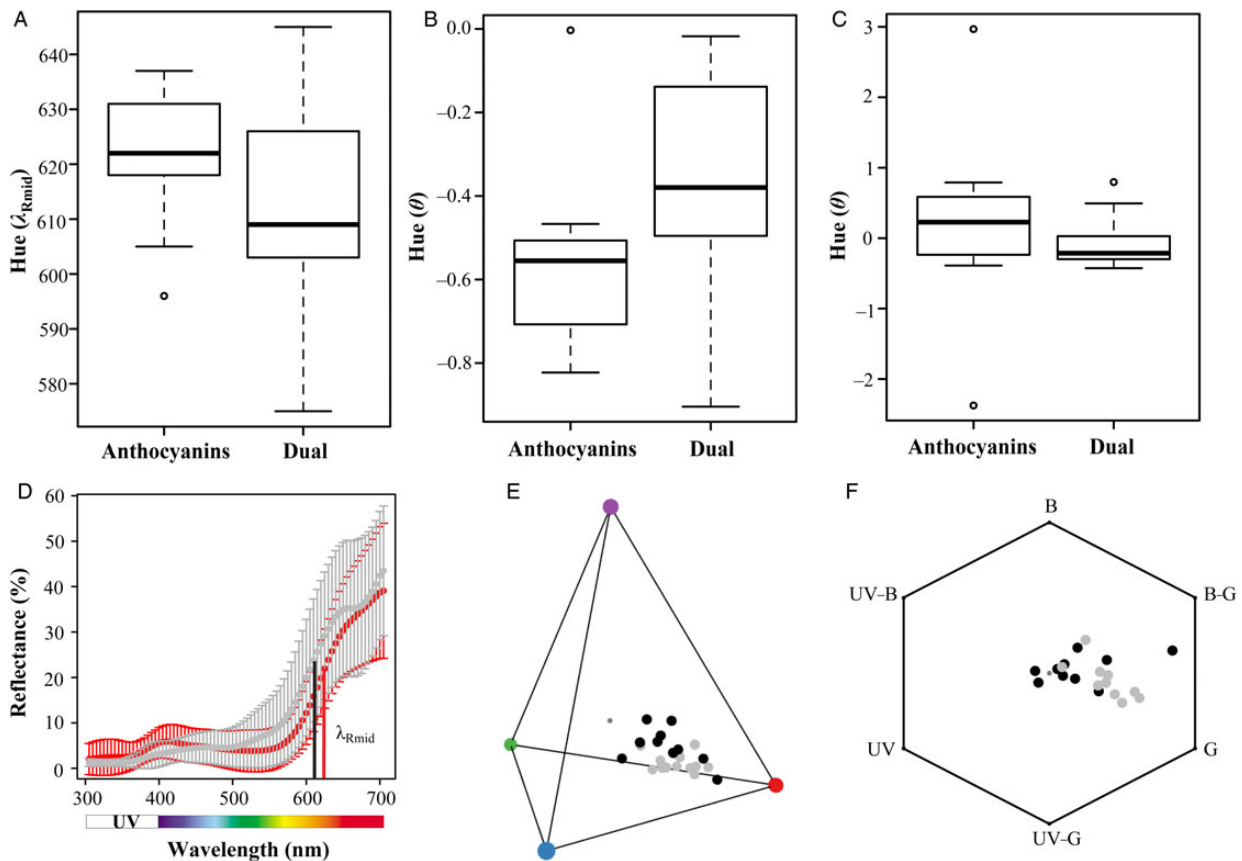 A
640
630
620
610
600
590
580
Hue (λRmid)
Anthocyanins Dual
B
0.0
−0.2
−0.4
−0.6
−0.8
Hue (θ)
Anthocyanins Dual
C
3
2
1
0
−1
−2
Hue (θ)
Anthocyanins Dual
D
60
50
40
30
20
10
0
Reflectance (%)
λRmid
300 400 500 600 700
UV
Wavelength (nm)
E
F
B
UV–B
B-G
UV
G
UV–G